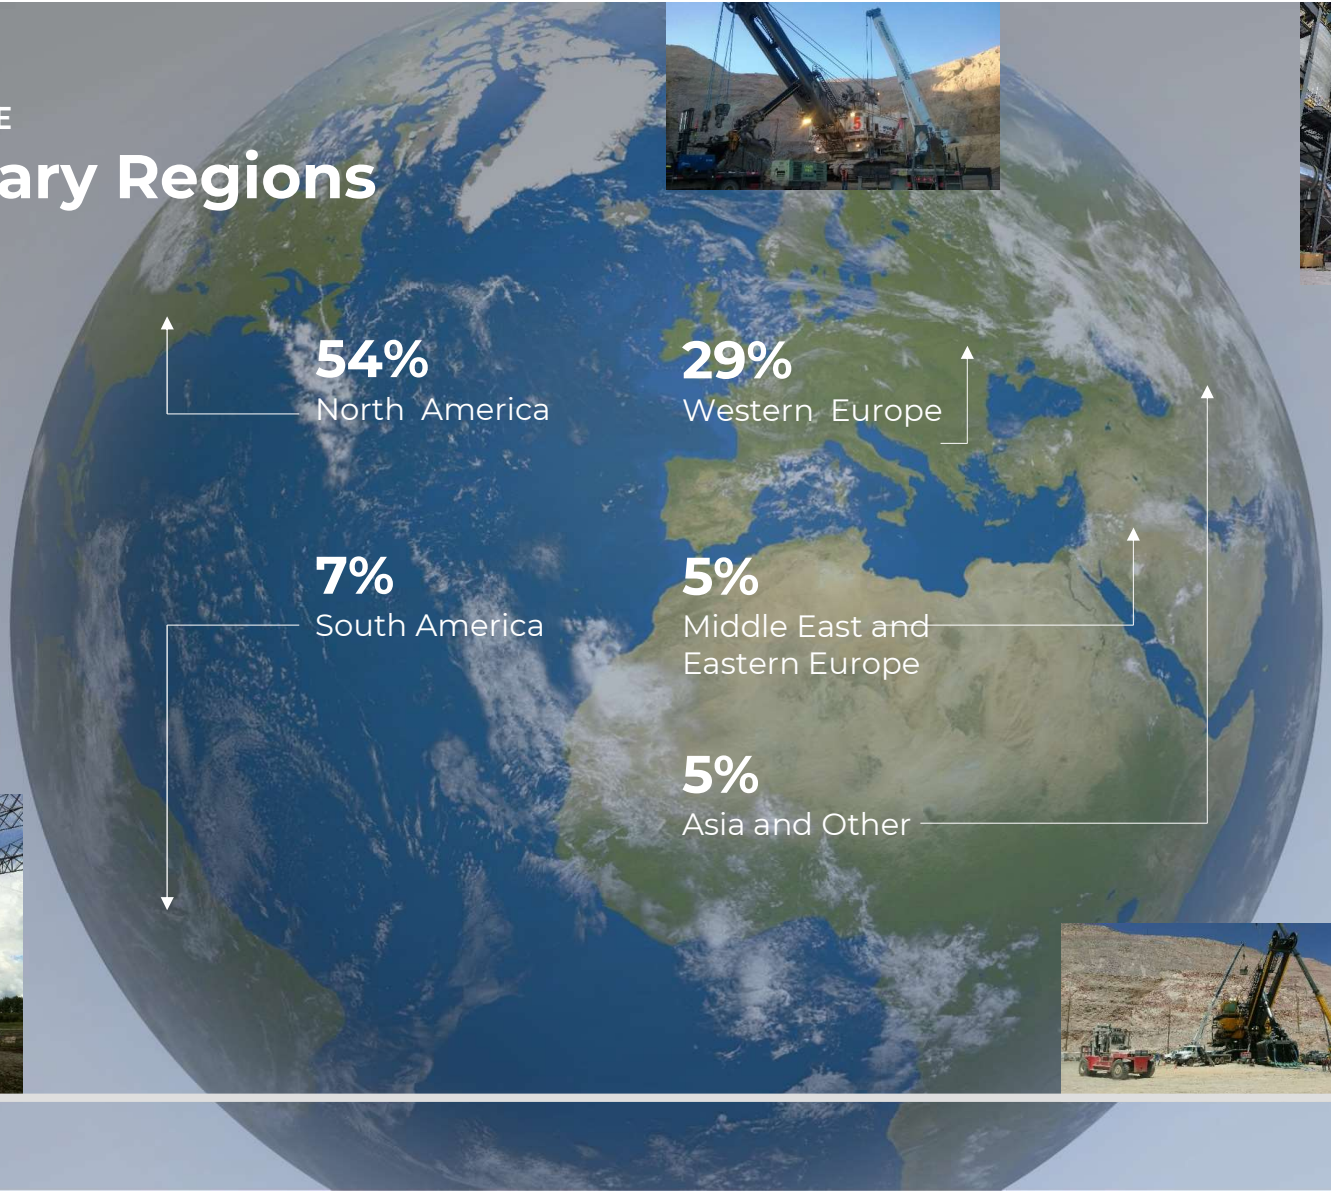 E
ary Regions
54%
North America
29%
Western Europe
7%
South America
5%
Middle East and
Eastern Europe
5%
Asia and Other
5